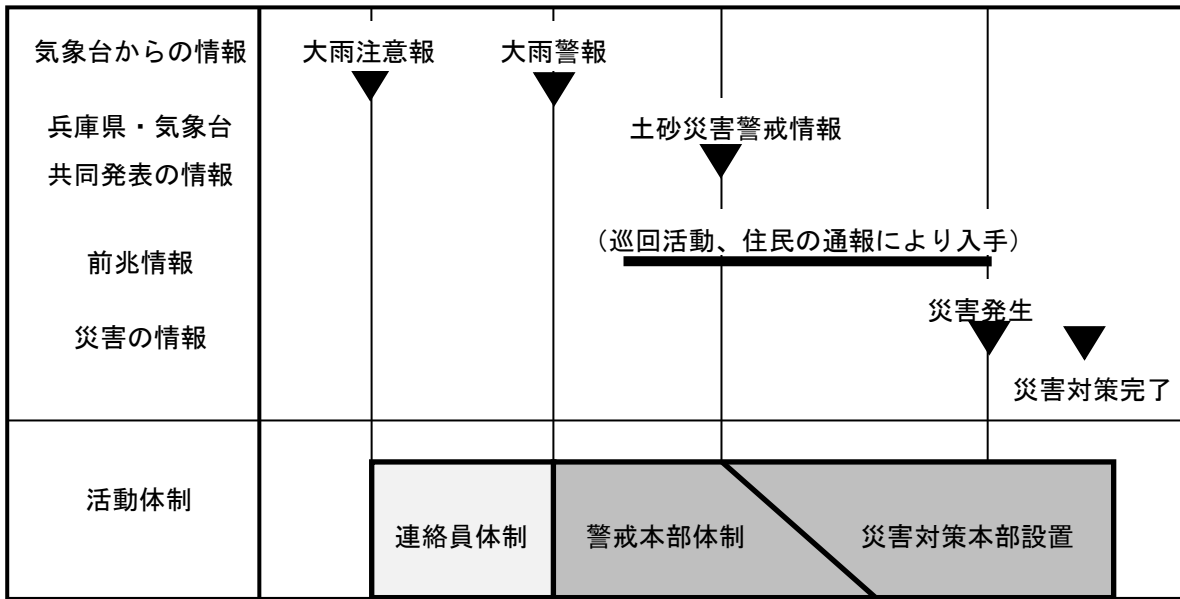 気象台からの情報
大雨注意報
大雨警報
兵庫県・気象台
共同発表の情報
土砂災害警戒情報
前兆情報
（巡回活動、住民の通報により入手）
災害の情報
災害発生
災害対策完了
活動体制
連絡員体制
警戒本部体制
災害対策本部設置